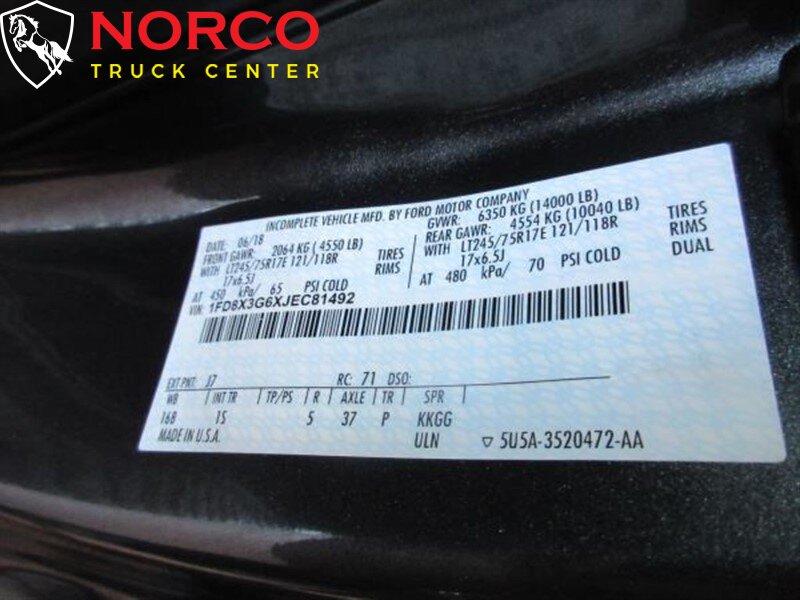 NORCO
TRUCK CENTER
INCOMPLETE VEHICLE MFD. BY FORD MOTOR COMPANY
DATE: 06/18 GVWR: 6350 KG (14000 LB)
FRONT GAWR: 2064 KG (4550 LB) REAR GAWR: 4554 KG (10040 LB)
WITH LT245/75R17E 121/118R TIRES WITH LT245/75R17E 121/118R TIRES
17x6.5J RIMS 17x6.5J RIMS
AT 450 kPa/ 65 PSI COLD AT 480 kPa/ 70 PSI COLD DUAL
VIN: 1FD8X3G6XJEC81492
EXT PNT: J7 RC: 71 DSO:
WB INT TR TP/PS R AXLE TR SPR
168 IS 5 37 P KKGG
MADE IN U.S.A. ULN ▽ 5U5A-3520472-AA